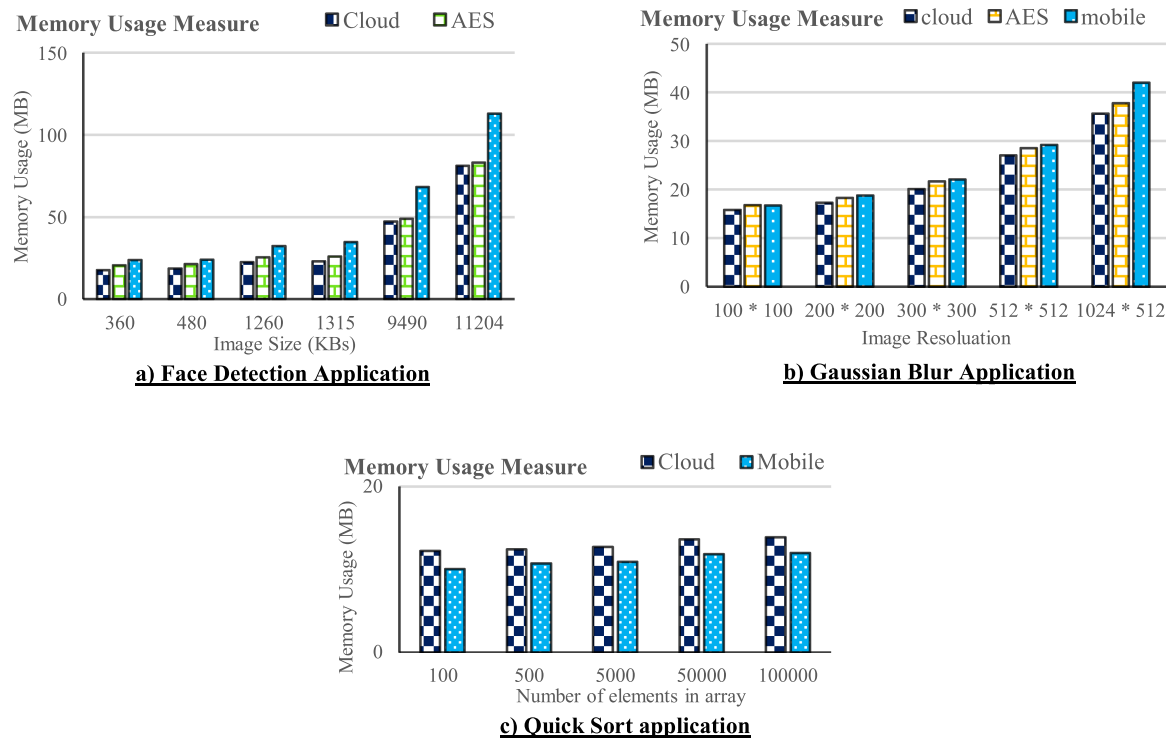 Memory Usage Measure
Cloud AES
Memory Usage (MB)
150
100
50
0
360 480 1260 1315 9490 11204
Image Size (KBs)
a) Face Detection Application
Memory Usage Measure
cloud AES mobile
Memory Usage (MB)
50
40
30
20
10
0
100 * 100 200 * 200 300 * 300 512 * 512 1024 * 512
Image Resoluation
b) Gaussian Blur Application
Memory Usage Measure
Cloud Mobile
Memory Usage (MB)
20
0
100 500 5000 50000 100000
Number of elements in array
c) Quick Sort application